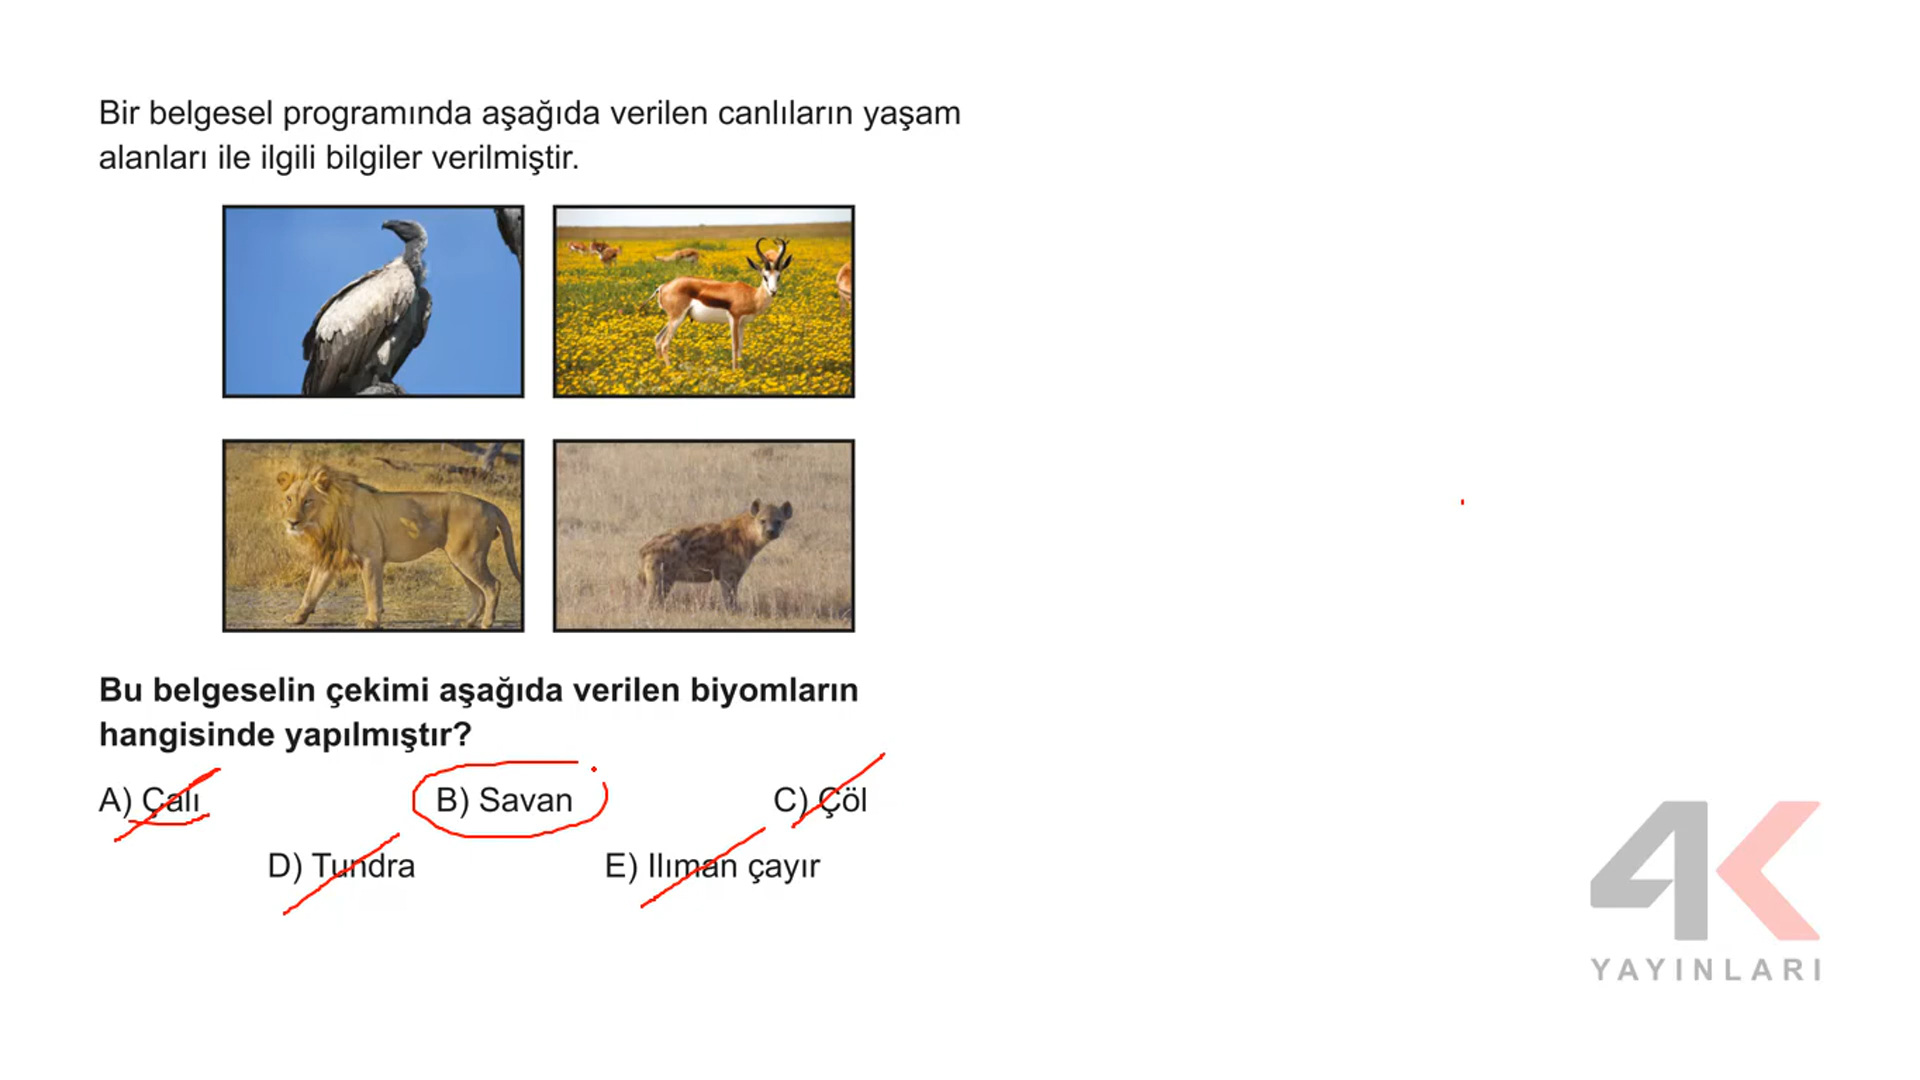 Bir belgesel programında aşağıda verilen canlıların yaşam
alanları ile ilgili bilgiler verilmiştir.
Bu belgeselin çekimi aşağıda verilen biyomların
hangisinde yapılmıştır?
A) Çalı B) Savan C) Çöl
D) Tundra E) Ilıman çayır
4K
YAYINLARI